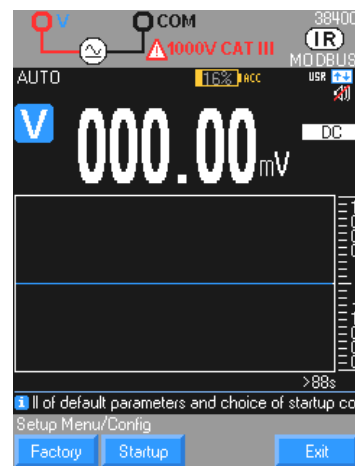 V COM 38400
1000V CAT III IR
MODBUS
AUTO 16% ACC USR
V 000.00 mV DC
>88s
i ll of default parameters and choice of startup co
Setup Menu/Config
Factory Startup Exit